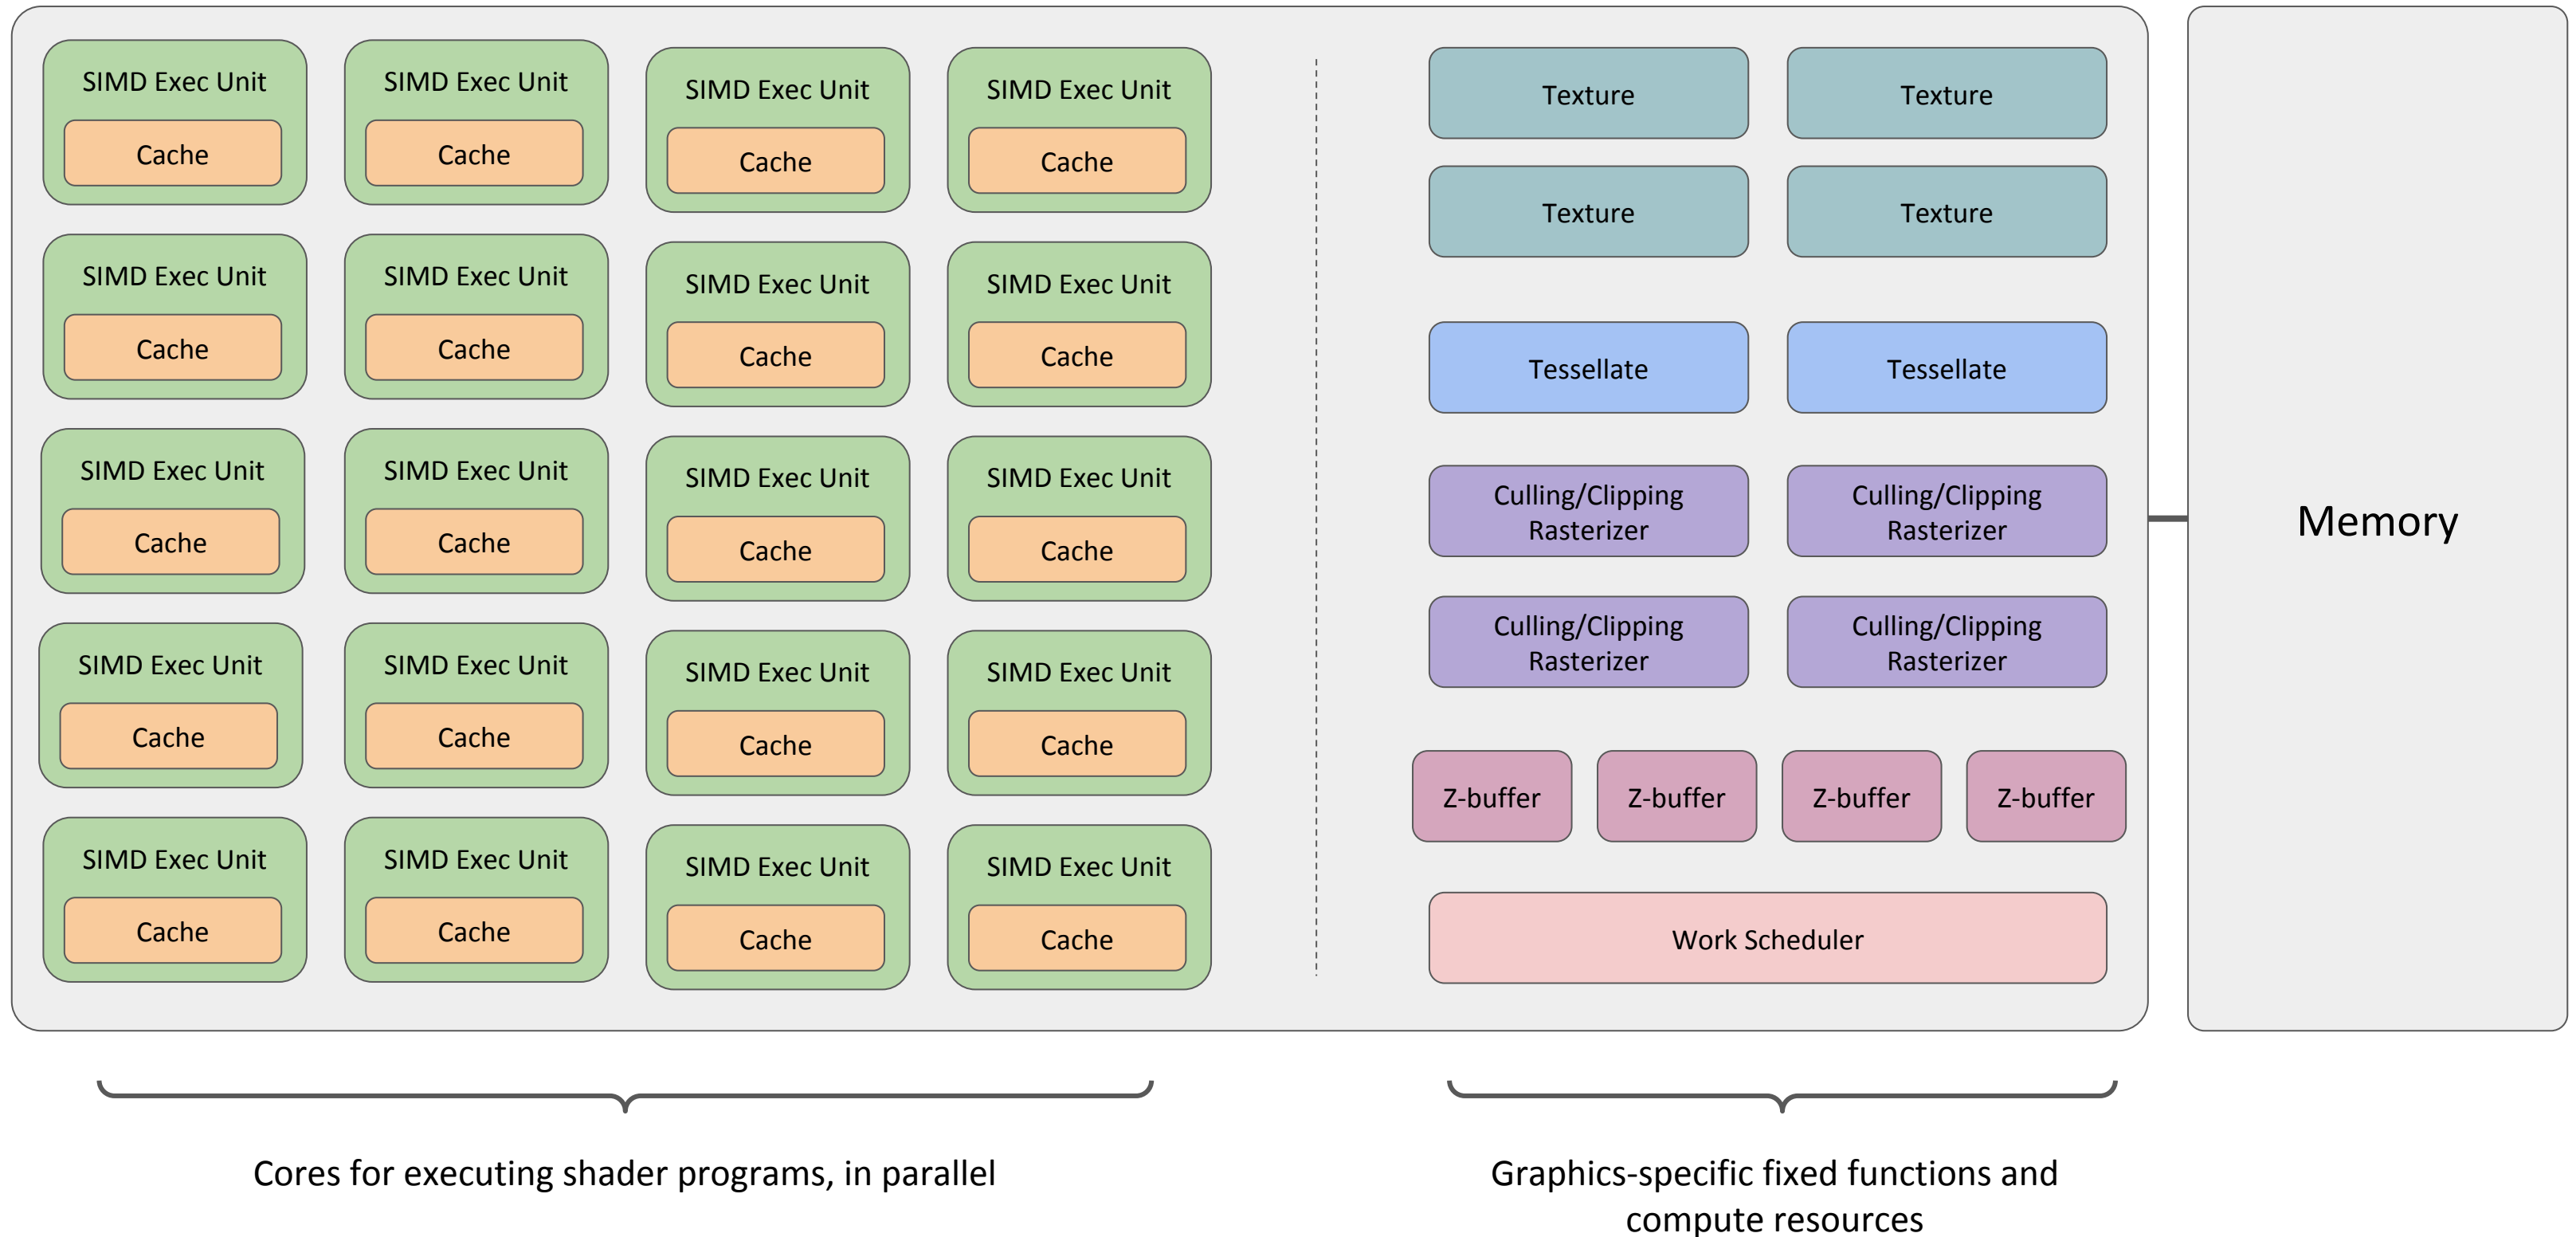 SIMD Exec Unit
Cache
SIMD Exec Unit
Cache
SIMD Exec Unit
Cache
SIMD Exec Unit
Cache
SIMD Exec Unit
Cache
SIMD Exec Unit
Cache
SIMD Exec Unit
Cache
SIMD Exec Unit
Cache
SIMD Exec Unit
Cache
SIMD Exec Unit
Cache
SIMD Exec Unit
Cache
SIMD Exec Unit
Cache
SIMD Exec Unit
Cache
SIMD Exec Unit
Cache
SIMD Exec Unit
Cache
SIMD Exec Unit
Cache
SIMD Exec Unit
Cache
SIMD Exec Unit
Cache
SIMD Exec Unit
Cache
SIMD Exec Unit
Cache
Texture
Texture
Texture
Texture
Tessellate
Tessellate
Culling/Clipping
Rasterizer
Culling/Clipping
Rasterizer
Culling/Clipping
Rasterizer
Culling/Clipping
Rasterizer
Z-buffer
Z-buffer
Z-buffer
Z-buffer
Work Scheduler
Memory
Cores for executing shader programs, in parallel
Graphics-specific fixed functions and
compute resources